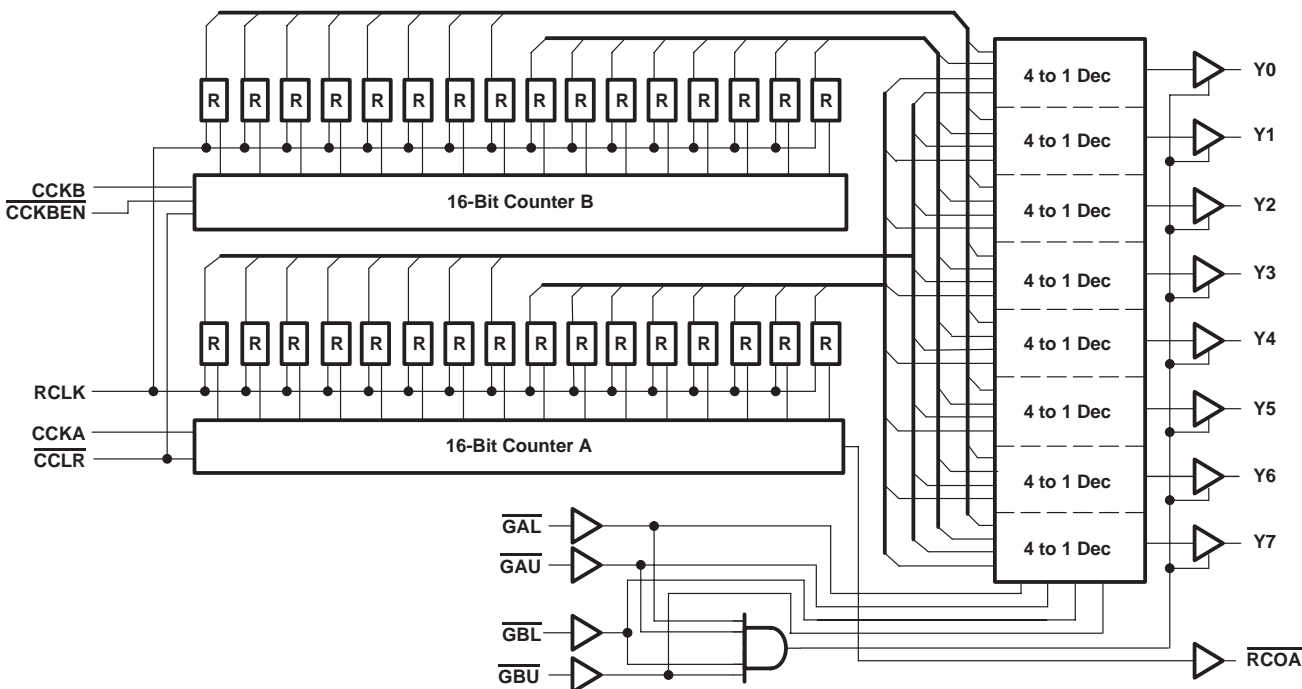 R R R R R R R R R R R R R R R R
CCKB
CCKBEN
16-Bit Counter B
R R R R R R R R R R R R R R R R
RCLK
CCKA
CCLR
16-Bit Counter A
GAL
GAU
GBL
GBU
4 to 1 Dec
4 to 1 Dec
4 to 1 Dec
4 to 1 Dec
4 to 1 Dec
4 to 1 Dec
4 to 1 Dec
4 to 1 Dec
Y0
Y1
Y2
Y3
Y4
Y5
Y6
Y7
RCOA